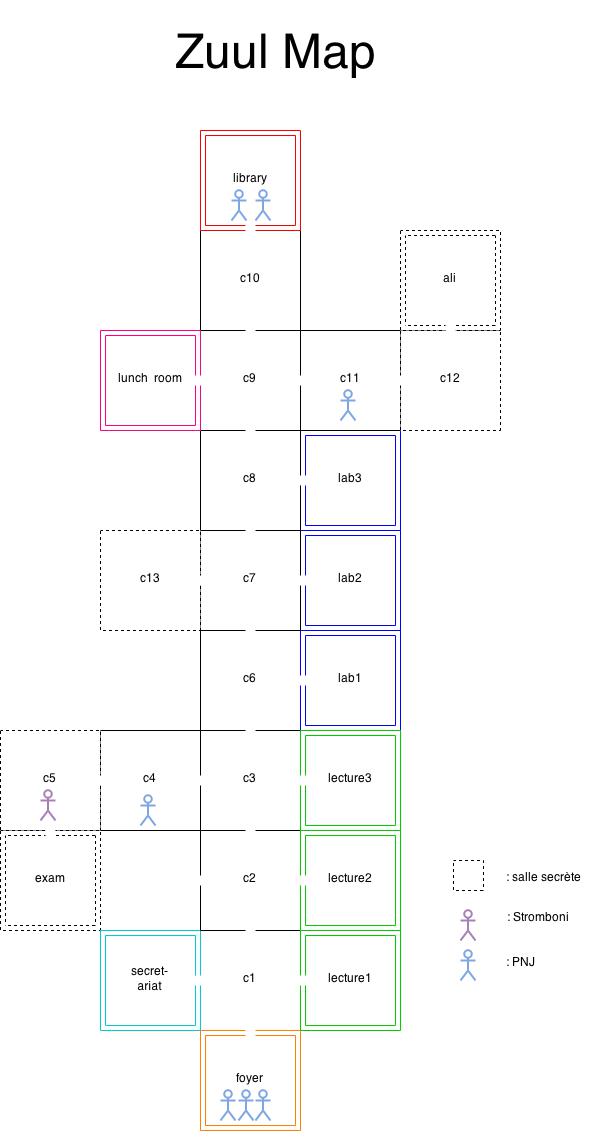 Zuul Map
library
c10
ali
lunch room
c9
c11
c12
c8
lab3
c13
c7
lab2
c6
lab1
c5
c4
c3
lecture3
exam
c2
lecture2
: salle secrète
: Stromboni
: PNJ
secret-
ariat
c1
lecture1
foyer